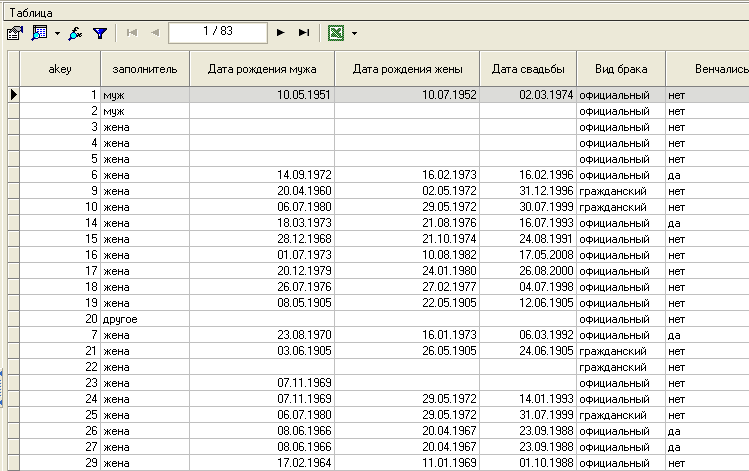 Таблица
1 / 83
akey заполнитель Дата рождения мужа Дата рождения жены Дата свадьбы Вид брака Венчались
1 муж 10.05.1951 10.07.1952 02.03.1974 официальный нет
2 муж официальный нет
3 жена официальный нет
4 жена официальный нет
5 жена официальный нет
6 жена 14.09.1972 16.02.1973 16.02.1996 официальный да
9 жена 20.04.1960 02.05.1972 31.12.1996 гражданский нет
10 жена 06.07.1980 29.05.1972 30.07.1999 гражданский нет
14 жена 18.03.1973 21.08.1976 16.07.1993 официальный да
15 жена 28.12.1968 21.10.1974 24.08.1991 официальный нет
16 жена 01.07.1973 10.08.1982 17.05.2008 официальный нет
17 жена 20.12.1979 24.01.1980 26.08.2000 официальный нет
18 жена 26.07.1976 27.02.1977 04.07.1998 официальный нет
19 жена 08.05.1905 22.05.1905 12.06.1905 официальный нет
20 другое официальный нет
7 жена 23.08.1970 16.01.1973 06.03.1992 официальный да
21 жена 03.06.1905 26.05.1905 24.06.1905 гражданский нет
22 жена гражданский нет
23 жена 07.11.1969 официальный нет
24 жена 07.11.1969 29.05.1972 14.01.1993 официальный нет
25 жена 06.07.1980 29.05.1972 31.07.1999 гражданский нет
26 жена 08.06.1966 20.04.1967 23.09.1988 официальный да
27 жена 08.06.1966 20.04.1967 23.09.1988 официальный да
29 жена 17.02.1964 11.01.1969 01.10.1988 официальный нет